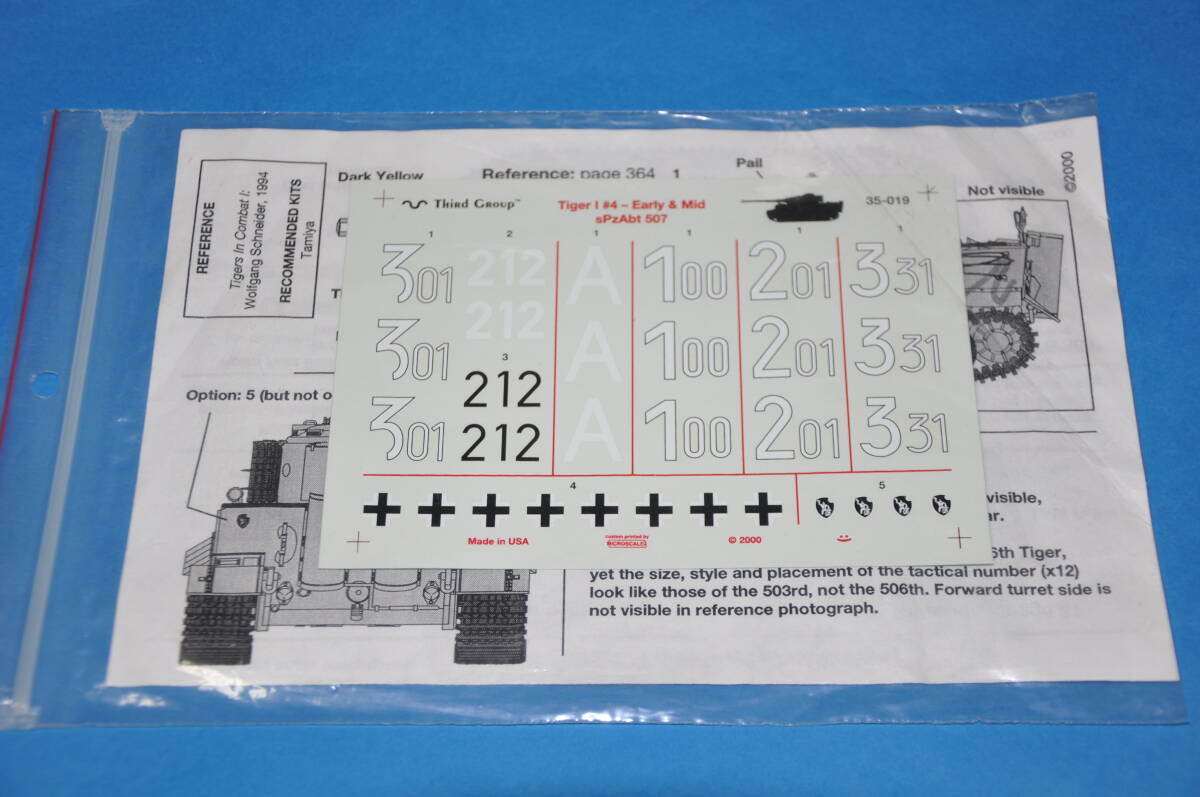 REFERENCE
Tigers In Combat I:
Wolfgang Schneider, 1994
RECOMMENDED KITS
Tamiya
Dark Yellow
Reference: page 364
1
Pail
Not visible
©2000
Third Group™
Tiger I #4 – Early & Mid
sPzAbt 507
35-019
1 2 1 1 1 1
301 212 A 100 201 331
212
301 A 100 201 331
3
212
301 212 A 100 201 331
4 5
Made in USA
custom printed by
MICROSCALE
© 2000
Option: 5 (but not o
visible,
ar.
6th Tiger,
yet the size, style and placement of the tactical number (x12)
look like those of the 503rd, not the 506th. Forward turret side is
not visible in reference photograph.